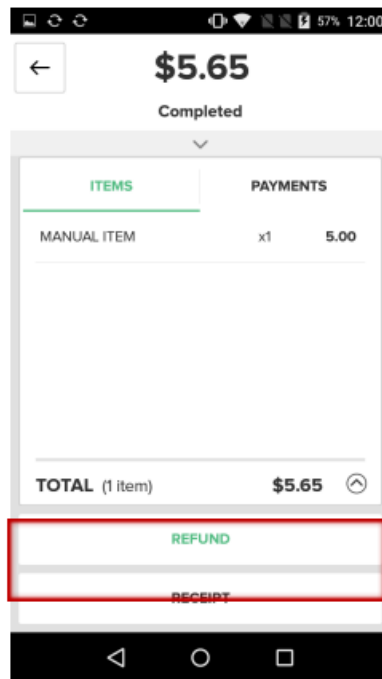 57% 12:00
$5.65
Completed
ITEMS PAYMENTS
MANUAL ITEM x1 5.00
TOTAL (1 item) $5.65
REFUND
RECEIPT